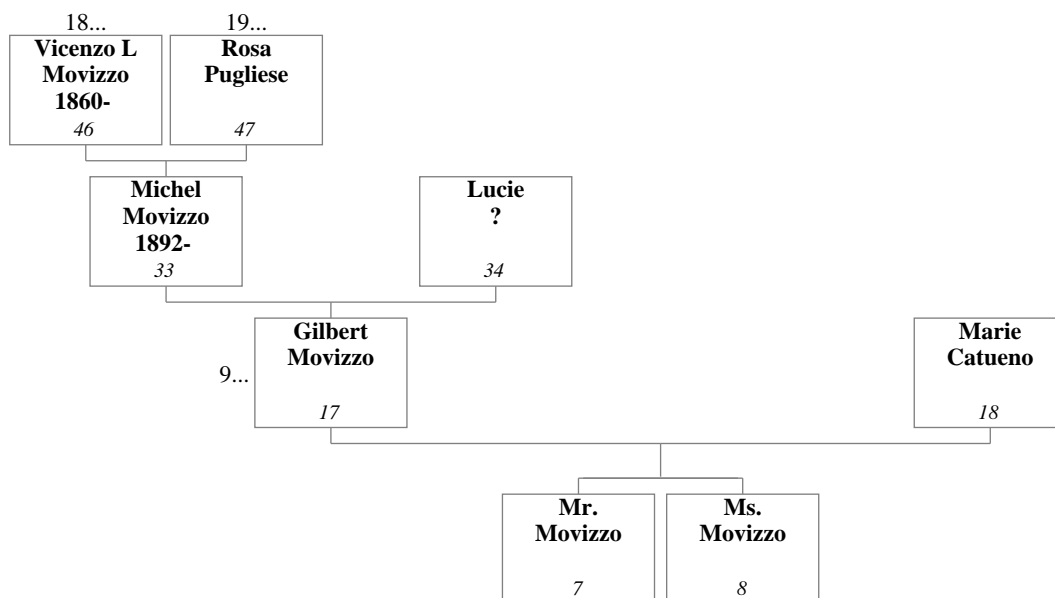 18...
19...
Vicenzo L
Movizzo
1860-
46
Rosa
Pugliese
47
Michel
Movizzo
1892-
33
Lucie
?
34
Gilbert
Movizzo
17
9...
Marie
Catueno
18
Mr.
Movizzo
7
Ms.
Movizzo
8